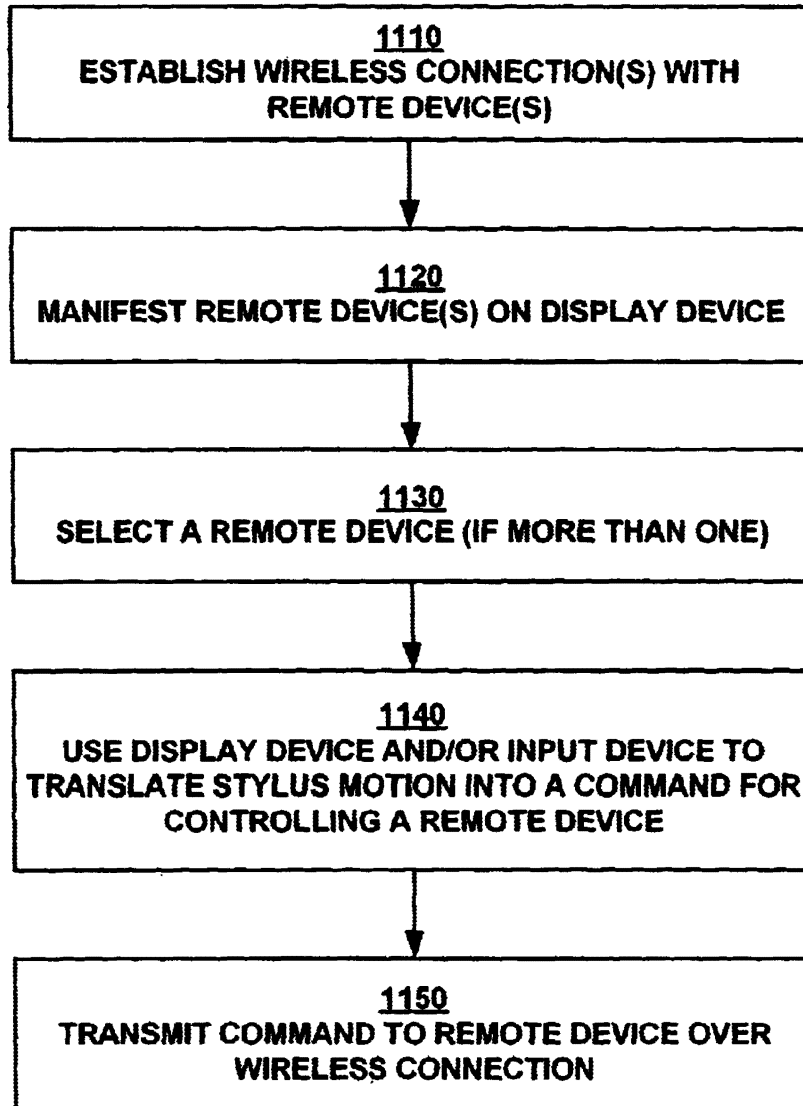 1110
ESTABLISH WIRELESS CONNECTION(S) WITH
REMOTE DEVICE(S)
1120
MANIFEST REMOTE DEVICE(S) ON DISPLAY DEVICE
1130
SELECT A REMOTE DEVICE (IF MORE THAN ONE)
1140
USE DISPLAY DEVICE AND/OR INPUT DEVICE TO
TRANSLATE STYLUS MOTION INTO A COMMAND FOR
CONTROLLING A REMOTE DEVICE
1150
TRANSMIT COMMAND TO REMOTE DEVICE OVER
WIRELESS CONNECTION